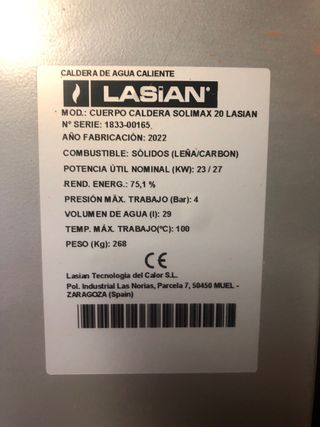 CALDERA DE AGUA CALIENTE
LASiAN®
MOD.: CUERPO CALDERA SOLIMAX 20 LASIAN
Nº SERIE: 1833-00165
AÑO FABRICACIÓN: 2022
COMBUSTIBLE: SÓLIDOS (LEÑA/CARBON)
POTENCIA ÚTIL NOMINAL (KW): 23 / 27
REND. ENERG.: 75,1 %
PRESIÓN MÁX. TRABAJO (Bar): 4
VOLUMEN DE AGUA (l): 29
TEMP. MÁX. TRABAJO(ºC): 100
PESO (Kg): 268
CE
Lasian Tecnología del Calor S.L.
Pol. Industrial Las Norias, Parcela 7, 50450 MUEL -
ZARAGOZA (Spain)